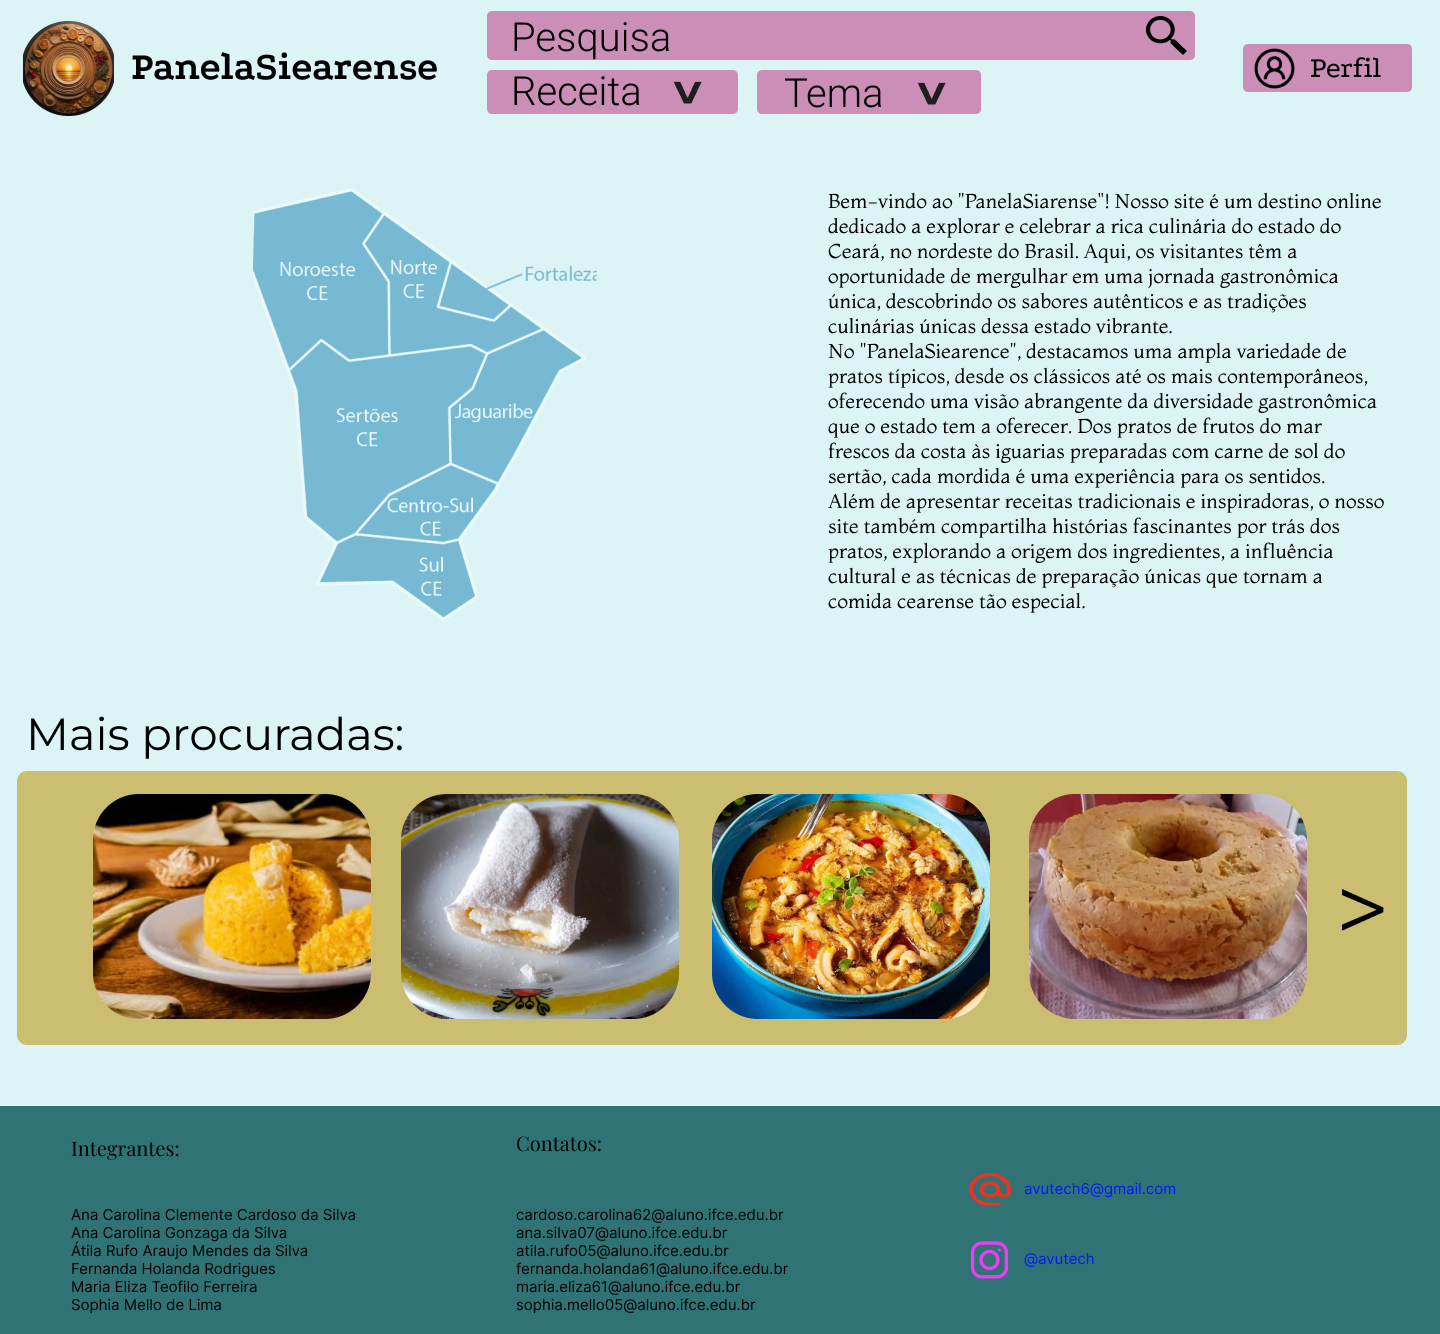 PanelaSiearense
Pesquisa
Receita V
Tema V
Perfil
Noroeste
CE
Norte
CE
Fortaleza
Sertões
CE
Jaguaribe
Centro-Sul
CE
Sul
CE
Bem-vindo ao "PanelaSiarense"! Nosso site é um destino online
dedicado a explorar e celebrar a rica culinária do estado do
Ceará, no nordeste do Brasil. Aqui, os visitantes têm a
oportunidade de mergulhar em uma jornada gastronômica
única, descobrindo os sabores autênticos e as tradições
culinárias únicas dessa estado vibrante.
No "PanelaSiearence", destacamos uma ampla variedade de
pratos típicos, desde os clássicos até os mais contemporâneos,
oferecendo uma visão abrangente da diversidade gastronômica
que o estado tem a oferecer. Dos pratos de frutos do mar
frescos da costa às iguarias preparadas com carne de sol do
sertão, cada mordida é uma experiência para os sentidos.
Além de apresentar receitas tradicionais e inspiradoras, o nosso
site também compartilha histórias fascinantes por trás dos
pratos, explorando a origem dos ingredientes, a influência
cultural e as técnicas de preparação únicas que tornam a
comida cearense tão especial.
Mais procuradas:
>
Integrantes:
Ana Carolina Clemente Cardoso da Silva
Ana Carolina Gonzaga da Silva
Átila Rufo Araujo Mendes da Silva
Fernanda Holanda Rodrigues
Maria Eliza Teofilo Ferreira
Sophia Mello de Lima
Contatos:
cardoso.carolina62@aluno.ifce.edu.br
ana.silva07@aluno.ifce.edu.br
atila.rufo05@aluno.ifce.edu.br
fernanda.holanda61@aluno.ifce.edu.br
maria.eliza61@aluno.ifce.edu.br
sophia.mello05@aluno.ifce.edu.br
avutech6@gmail.com
@avutech